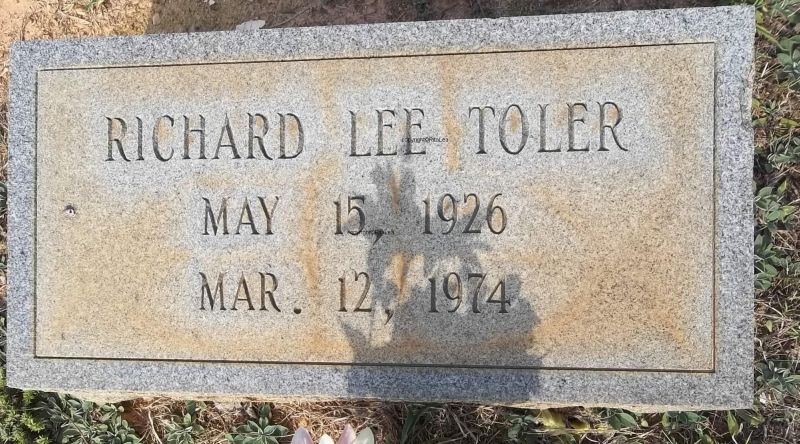 RICHARD LEE TOLER
MAY 15, 1926
MAR. 12, 1974